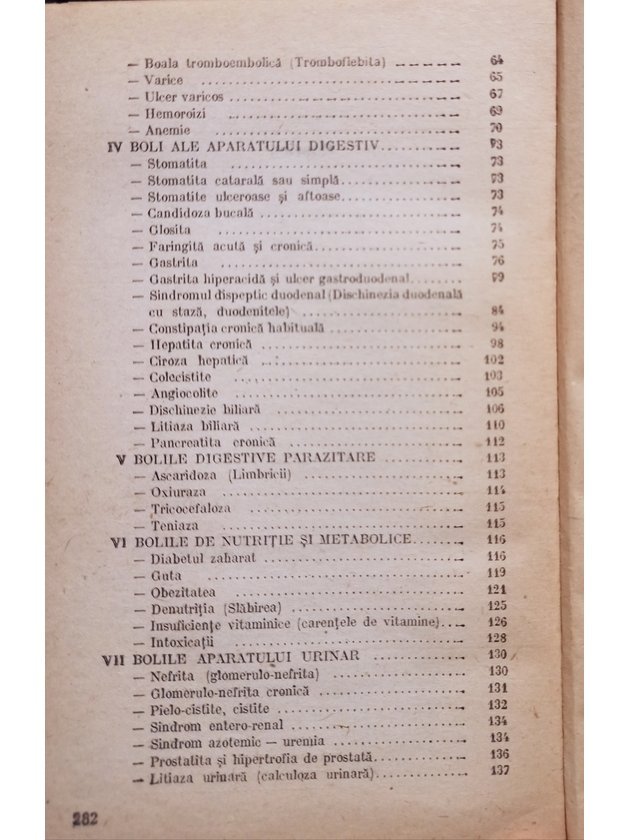 — Boala tromboembolică (Tromboflebita) 64
— Varice 65
— Ulcer varicos 67
— Hemoroizi 69
— Anemie 70
IV BOLI ALE APARATULUI DIGESTIV 73
— Stomatita 73
— Stomatita catarală sau simplă 73
— Stomatite ulceroase și aftoase 73
— Candidoza bucală 74
— Glosita 74
— Faringită acută și cronică 75
— Gastrita 76
— Gastrita hiperacidă și ulcer gastroduodenal 79
— Sindromul dispeptic duodenal (Dischinezia duodenală
cu stază, duodenitele) 84
— Constipația cronică habituală 94
— Hepatita cronică 98
— Ciroza hepatică 102
— Colecistite 103
— Angiocolite 105
— Dischinezie biliară 106
— Litiaza biliară 110
— Pancreatita cronică 112
V BOLILE DIGESTIVE PARAZITARE 113
— Ascaridoza (Limbricii) 113
— Oxiuraza 114
— Tricocefaloza 115
— Teniaza 115
VI BOLILE DE NUTRIȚIE ȘI METABOLICE 116
— Diabetul zaharat 116
— Guta 119
— Obezitatea 121
— Denutriția (Slăbirea) 125
— Insuficiențe vitaminice (carențele de vitamine) 126
— Intoxicații 128
VII BOLILE APARATULUI URINAR 130
— Nefrita (glomerulo-nefrita) 130
— Glomerulo-nefrita cronică 131
— Pielo-cistite, cistite 132
— Sindrom entero-renal 134
— Sindrom azotemic — uremia 134
— Prostatita și hipertrofia de prostată 136
— Litiaza urinară (calculoza urinară) 137
282